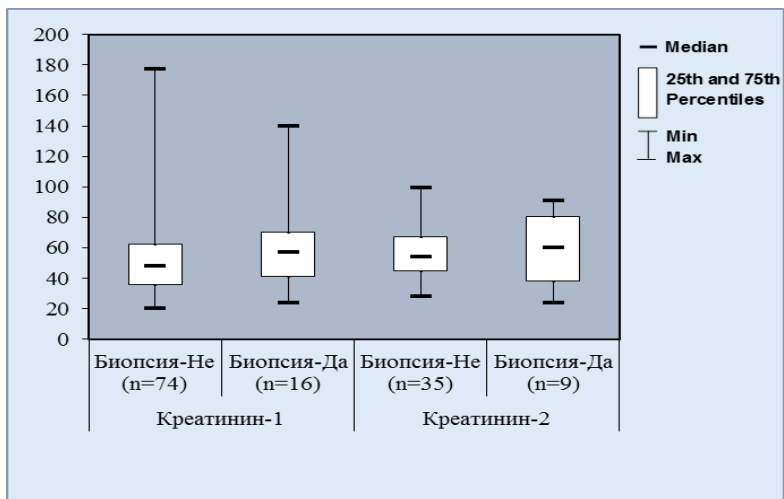 200
180
160
140
120
100
80
60
40
20
0
Median
25th and 75th
Percentiles
Min
Max
Биопсия-Не Биопсия-Да Биопсия-Не Биопсия-Да
(n=74) (n=16) (n=35) (n=9)
Креатинин-1 Креатинин-2